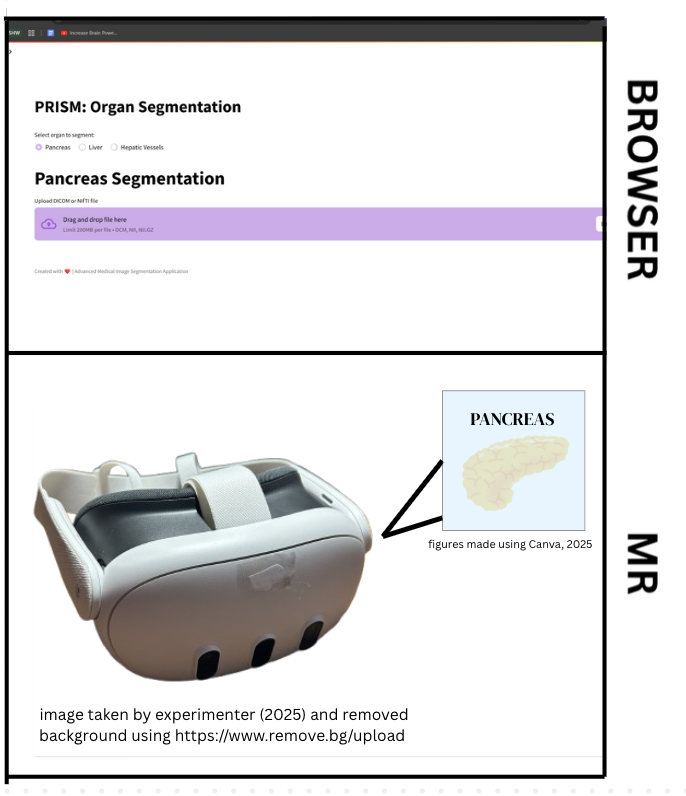 SHW
Increase Brain Powe...
PRISM: Organ Segmentation
Select organ to segment:
Pancreas Liver Hepatic Vessels
Pancreas Segmentation
Upload DICOM or NIfTI file
Drag and drop file here
Limit 200MB per file • DCM, NII, NII.GZ
Created with ❤️ | Advanced Medical Image Segmentation Application
BROWSER
PANCREAS
figures made using Canva, 2025
MR
image taken by experimenter (2025) and removed
background using https://www.remove.bg/upload